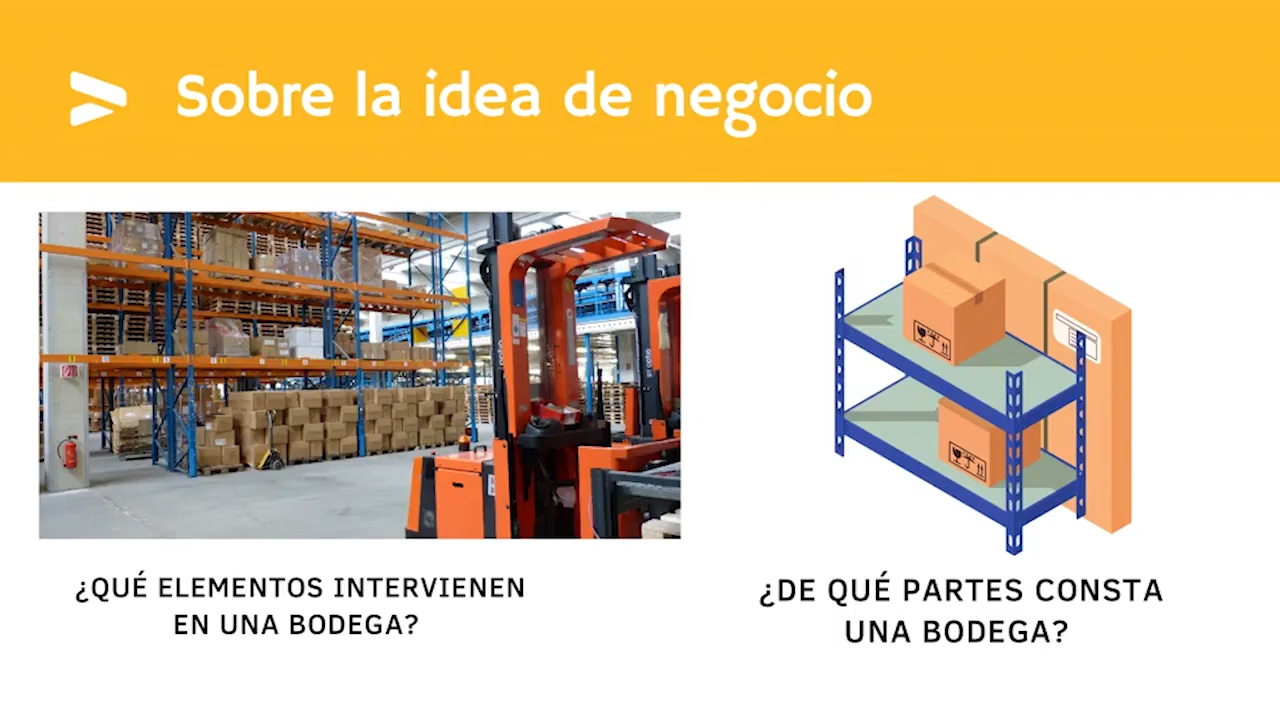 Sobre la idea de negocio
¿QUÉ ELEMENTOS INTERVIENEN
EN UNA BODEGA?
¿DE QUÉ PARTES CONSTA
UNA BODEGA?